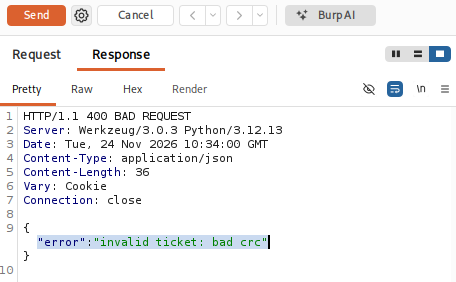 Send Cancel < > Burp AI
Request Response
Pretty Raw Hex Render \n
1 HTTP/1.1 400 BAD REQUEST
2 Server: Werkzeug/3.0.3 Python/3.12.13
3 Date: Tue, 24 Nov 2026 10:34:00 GMT
4 Content-Type: application/json
5 Content-Length: 36
6 Vary: Cookie
7 Connection: close
8
9 {
"error":"invalid ticket: bad crc"
}
10